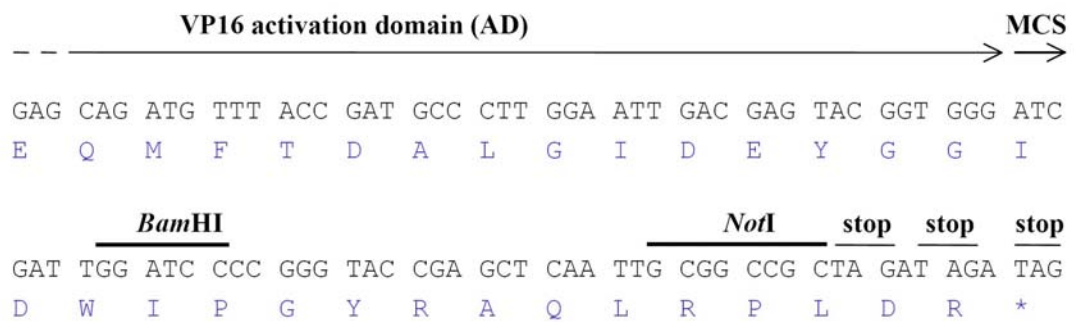 VP16 activation domain (AD) MCS
GAG CAG ATG TTT ACC GAT GCC CTT GGA ATT GAC GAG TAC GGT GGG ATC
E Q M F T D A L G I D E Y G G I
BamHI NotI stop stop stop
GAT TGG ATCC CCC GGG TAC CGA GCT CAA TTG CGG CCG CTA GAT AGA TAG
D W I P G Y R A Q L R P L D R *